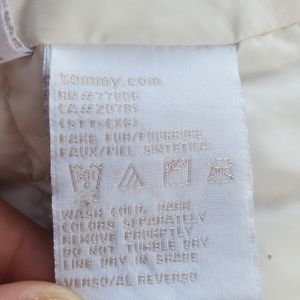 tommy.com
RN#77806
CA#20781
<STT-EXG>
FAKE FUR/FOURRURE
FAUX/PIEL SINTETICA:
WASH COLD, DARK
COLORS SEPARATELY
REMOVE PROMPTLY
DO NOT TUMBLE DRY
LINE DRY IN SHADE
VERSO/AL REVERSO